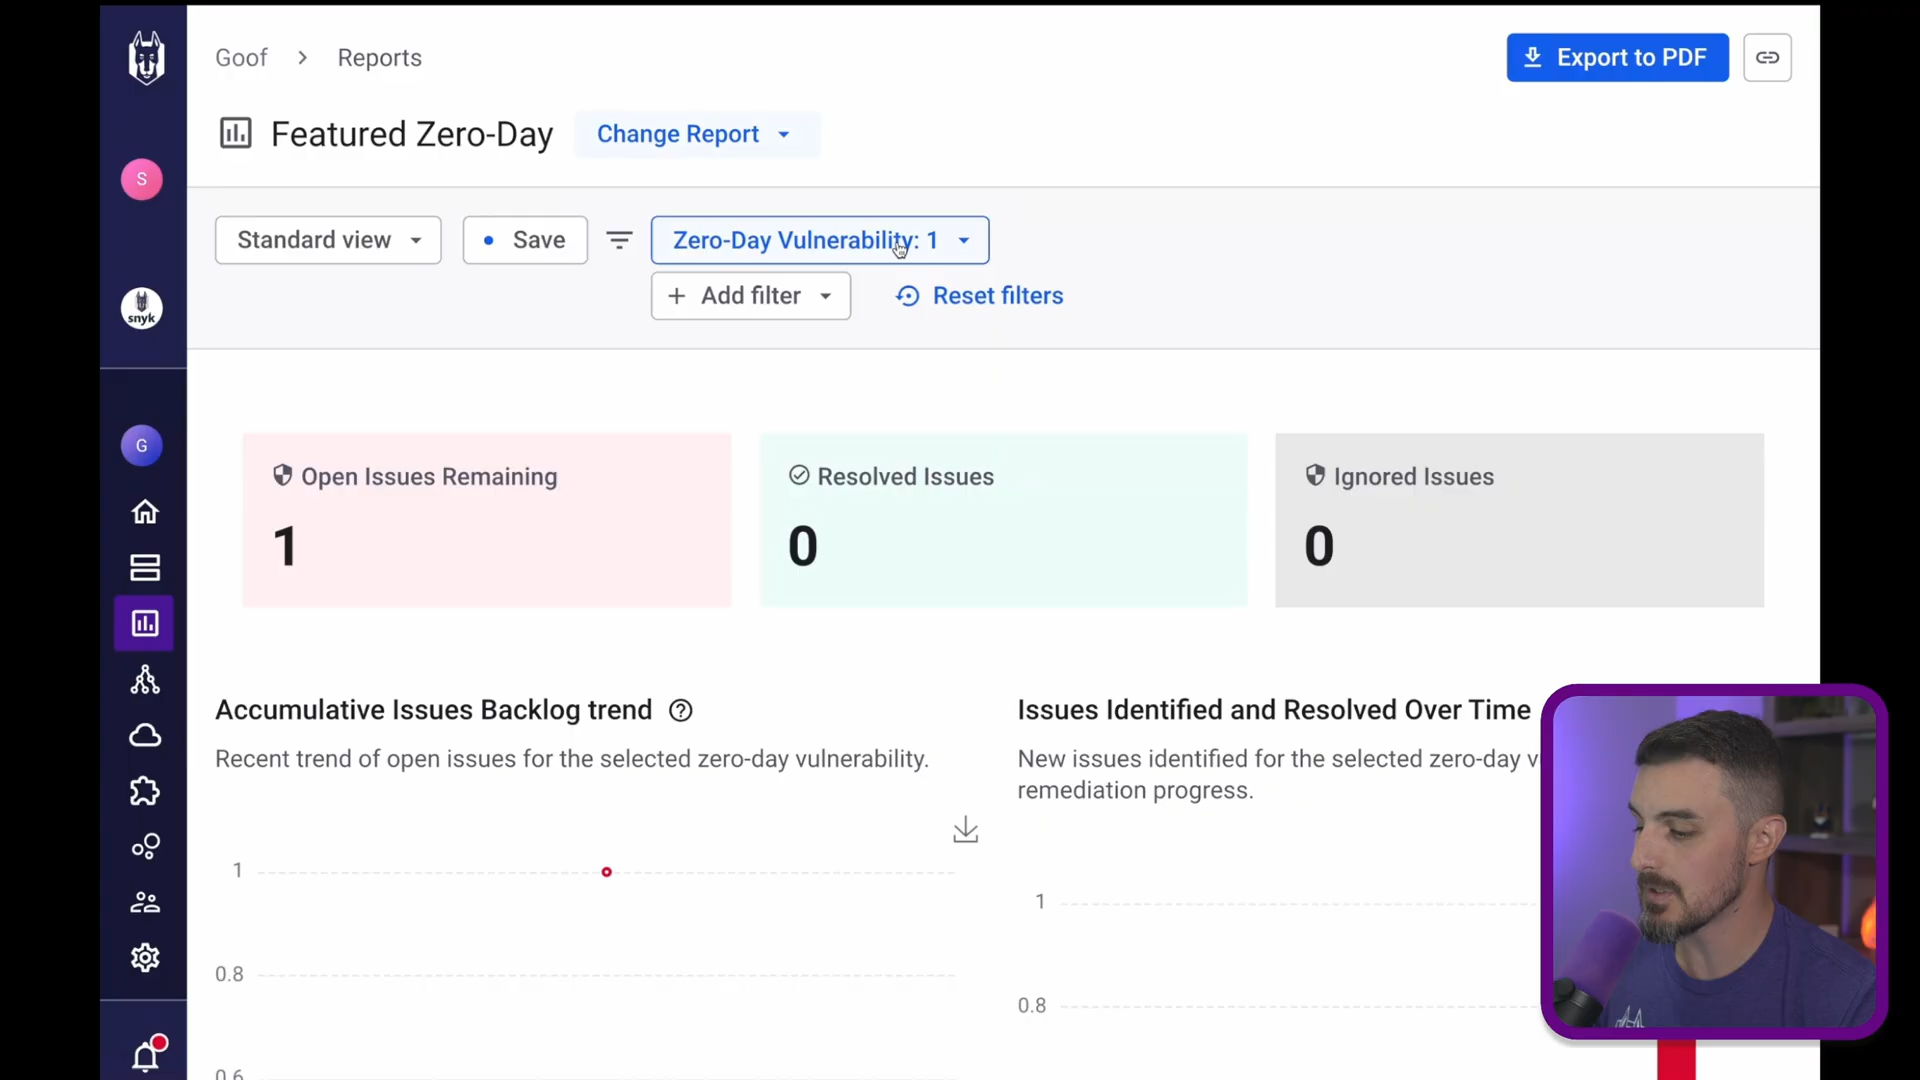 Goof
Reports
Export to PDF
Featured Zero-Day
Change Report
S
Standard view
Save
Zero-Day Vulnerability: 1
Add filter
Reset filters
snyk
G
Open Issues Remaining
1
Resolved Issues
0
Ignored Issues
0
Accumulative Issues Backlog trend
Recent trend of open issues for the selected zero-day vulnerability.
1
0.8
0.6
Issues Identified and Resolved Over Time
New issues identified for the selected zero-day v
remediation progress.
1
0.8